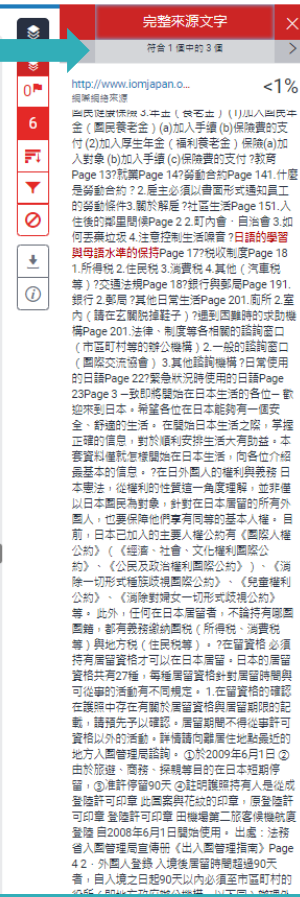 完整來源文字
符合 1 個中的 3 個
http://www.iomjapan.o...
<1%
網際網絡來源
0
6
國民健康保險 3.年金（養老金）(1)加入國民年
金（國民養老金）(a)加入手續 (b)保險費的支
付 (2)加入厚生年金（福利養老金）保險(a)加
入對象 (b)加入手續 (c)保險費的支付 ?教育
Page 13?就業Page 14?勞動合約Page 141.什麼
是勞動合約？2.雇主必須以書面形式通知員工
的勞動條件3.關於解雇 ?社區生活Page 151.入
住後的鄰里關係Page 2 2.町內會．自治會 3.如
何丟棄垃圾 4.注意控制生活噪音 ?日語的學習
與母語水準的保持Page 17?稅收制度Page 18
1.所得稅 2.住民稅 3.消費稅 4.其他（汽車稅
等）?交通法規Page 18?銀行與郵局Page 191.
銀行 2.郵局 ?其他日常生活Page 201.廁所 2.室
內（請在玄關脫掉鞋子）?遇到困難時的求助機
構Page 201.法律、制度等各相關的諮詢窗口
（市區町村等的辦公機構）2.一般的諮詢窗口
（國際交流協會）3.其他諮詢機構 ?日常使用
的日語Page 22?緊急狀況時使用的日語Page
23Page 3 –致即將開始在日本生活的各位– 歡
迎來到日本。希望各位在日本能夠有一個安
全、舒適的生活。在開始日本生活之際，掌握
正確的信息，對於順利安排生活大有助益。本
套資料僅就怎樣開始在日本生活，向各位介紹
最基本的信息。?在日外國人的權利與義務 日
本憲法，從權利的性質這一角度理解，並非僅
以日本國民為對象，針對在日本居留的所有外
國人，也要保障他們享有同等的基本人權。目
前，日本已加入的主要人權公約有《國際人權
公約》（《經濟、社會、文化權利國際公
約》、《公民及政治權利國際公約》）、《消
除一切形式種族歧視國際公約》、《兒童權利
公約》、《消除對婦女一切形式歧視公約》
等。此外，任何在日本居留者，不論持有哪國
國籍，都有義務繳納國稅（所得稅、消費稅
等）與地方稅（住民稅等）。?在留資格 必須
持有居留資格才可以在日本居留。日本的居留
資格共有27種，每種居留資格針對居留時間與
可從事的活動有不同規定。1.在留資格的確認
在護照中存在有關於居留資格與居留期限的記
載，請預先予以確認。居留期間不得從事許可
資格以外的活動。詳情請向離居住地點最近的
地方入國管理局諮詢。①於2009年6月1日 ②
由於旅遊、商務、探親等目的在日本短期停
留，③准許停留90天 ④註明護照持有人是從成
登陸許可印章 此圖案與花紋的印章，原登陸許
可印章 登陸許可印章 田機場第二旅客候機航廈
登陸 自2008年6月1日開始使用。出處：法務
省入國管理局宣傳冊《出入國管理指南》Page
4 2．外國人登錄 入境後居留時間超過90天
者，自入境之日起90天以內必須至市區町村的